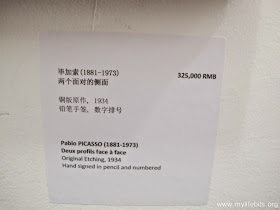 毕加索(1881-1973)
325,000 RMB
两个面对的侧面
铜版原作, 1934
铅笔手签, 数字排号
Pablo PICASSO (1881-1973)
Deux profils face à face
Original Etching, 1934
Hand signed in pencil and numbered
© www.mylifelots.org